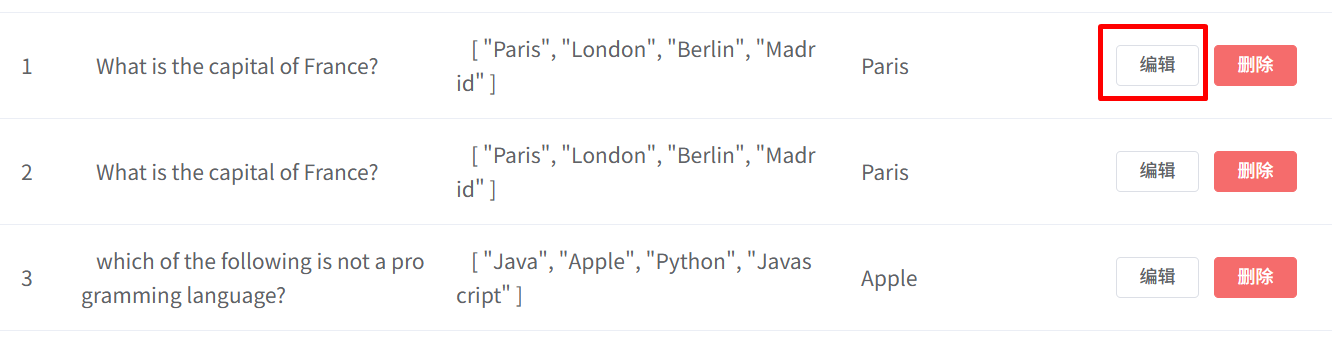 1 What is the capital of France? [ "Paris", "London", "Berlin", "Madr
id" ] Paris 编辑 删除
2 What is the capital of France? [ "Paris", "London", "Berlin", "Madr
id" ] Paris 编辑 删除
3 which of the following is not a pro
gramming language? [ "Java", "Apple", "Python", "Javas
cript" ] Apple 编辑 删除